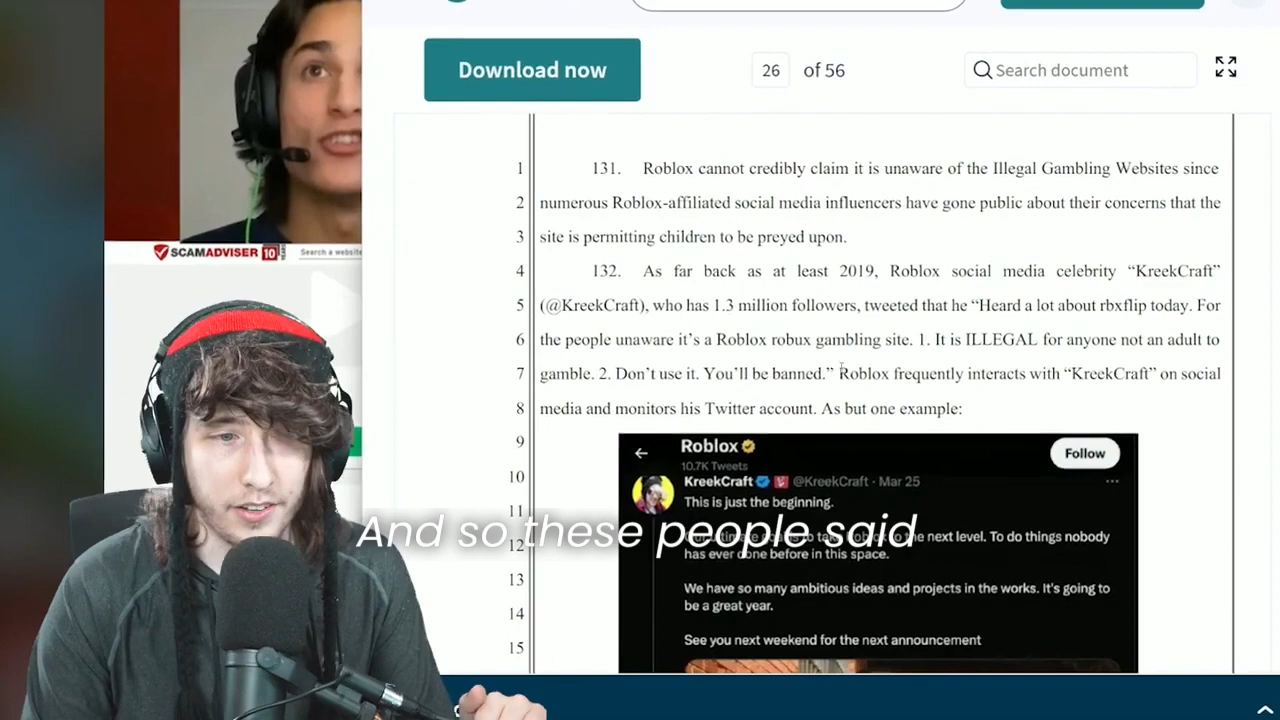 Download now
26 of 56
Search document
SCAMADVISER 10 YEARS
Search a website
1 131. Roblox cannot credibly claim it is unaware of the Illegal Gambling Websites since
2 numerous Roblox-affiliated social media influencers have gone public about their concerns that the
3 site is permitting children to be preyed upon.
4 132. As far back as at least 2019, Roblox social media celebrity “KreekCraft”
5 (@KreekCraft), who has 1.3 million followers, tweeted that he “Heard a lot about rbxflip today. For
6 the people unaware it’s a Roblox robux gambling site. 1. It is ILLEGAL for anyone not an adult to
7 gamble. 2. Don’t use it. You’ll be banned.” Roblox frequently interacts with “KreekCraft” on social
8 media and monitors his Twitter account. As but one example:
9
10
11
12
13
14
15
Roblox
Follow
10.7K Tweets
KreekCraft @KreekCraft · Mar 25
This is just the beginning.
next level. To do things nobody
has ever done before in this space.
We have so many ambitious ideas and projects in the works. It's going to
be a great year.
See you next weekend for the next announcement
And so these people said